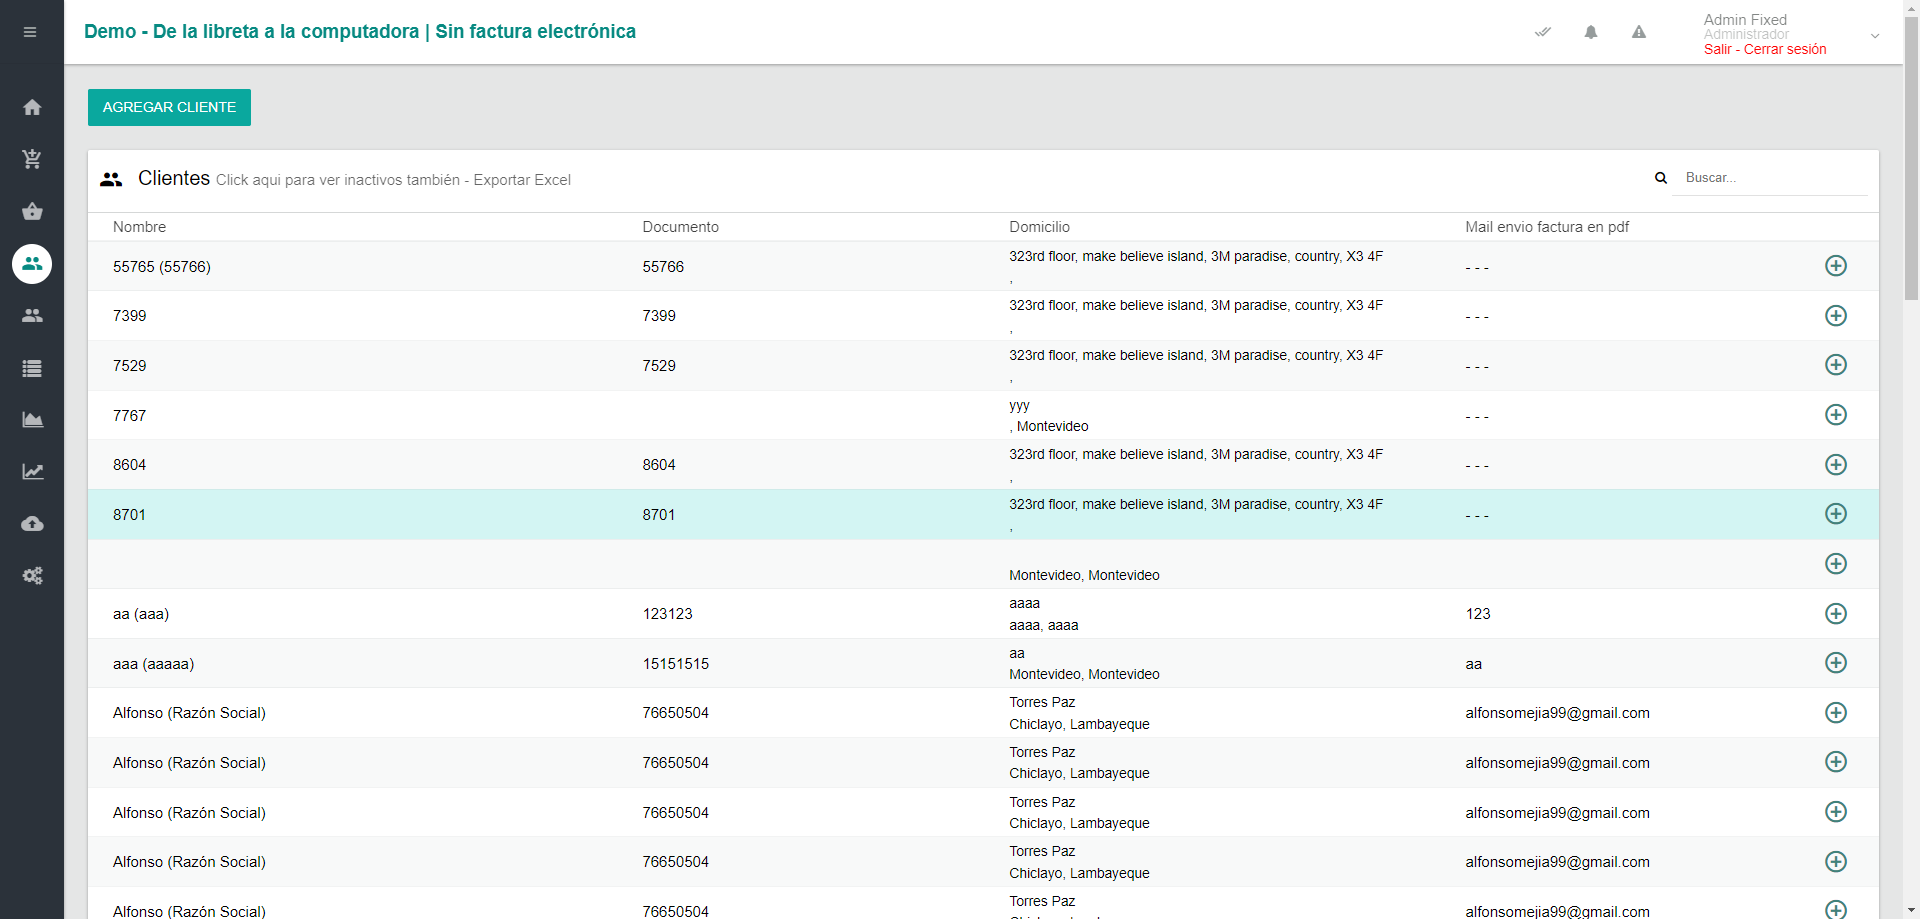 Demo - De la libreta a la computadora | Sin factura electrónica
Admin Fixed
Administrador
Salir - Cerrar sesión
AGREGAR CLIENTE
Clientes Click aqui para ver inactivos también - Exportar Excel
Buscar...
Nombre Documento Domicilio Mail envio factura en pdf
55765 (55766) 55766 323rd floor, make believe island, 3M paradise, country, X3 4F
, - - -
7399 7399 323rd floor, make believe island, 3M paradise, country, X3 4F
, - - -
7529 7529 323rd floor, make believe island, 3M paradise, country, X3 4F
, - - -
7767 yyy
, Montevideo - - -
8604 8604 323rd floor, make believe island, 3M paradise, country, X3 4F
, - - -
8701 8701 323rd floor, make believe island, 3M paradise, country, X3 4F
, - - -
Montevideo, Montevideo
aa (aaa) 123123 aaaa
aaaa, aaaa 123
aaa (aaaaa) 15151515 aa
Montevideo, Montevideo aa
Alfonso (Razón Social) 76650504 Torres Paz
Chiclayo, Lambayeque alfonsomejia99@gmail.com
Alfonso (Razón Social) 76650504 Torres Paz
Chiclayo, Lambayeque alfonsomejia99@gmail.com
Alfonso (Razón Social) 76650504 Torres Paz
Chiclayo, Lambayeque alfonsomejia99@gmail.com
Alfonso (Razón Social) 76650504 Torres Paz
Chiclayo, Lambayeque alfonsomejia99@gmail.com
Alfonso (Razón Social) 76650504 Torres Paz
alfonsomejia99@gmail.com